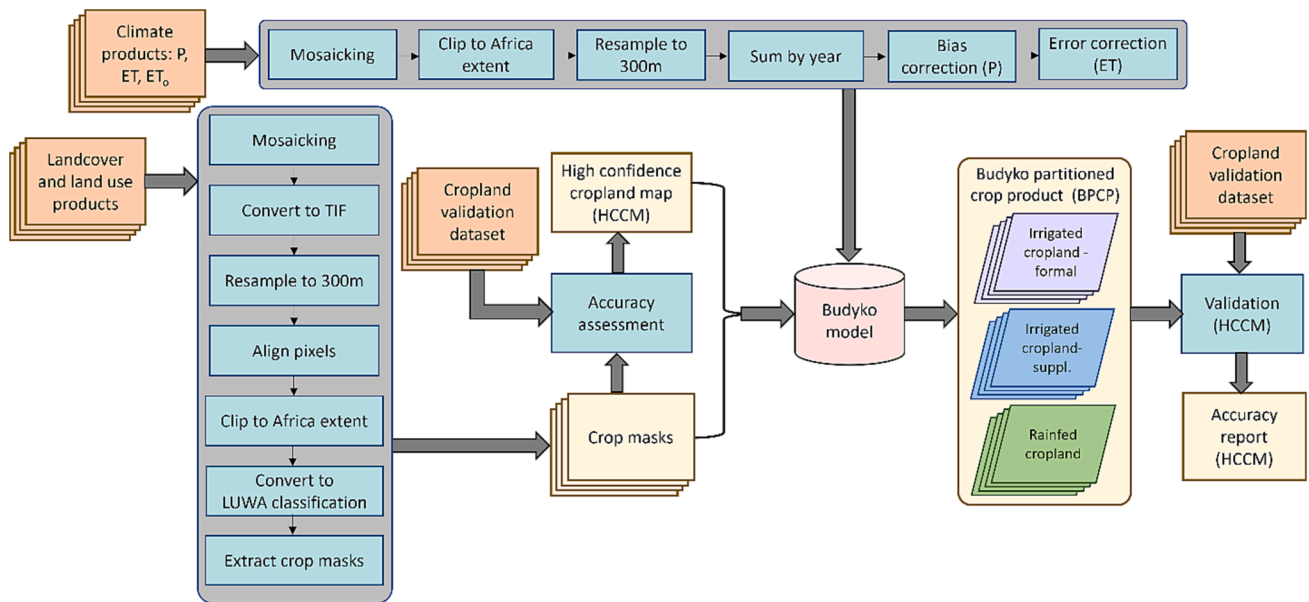 Climate
products: P,
ET, ETₒ
Mosaicking
Clip to Africa
extent
Resample to
300m
Sum by year
Bias
correction (P)
Error correction
(ET)
Landcover
and land use
products
Mosaicking
Convert to TIF
Resample to 300m
Align pixels
Clip to Africa extent
Convert to
LUWA classification
Extract crop masks
Cropland
validation
dataset
High confidence
cropland map
(HCCM)
Accuracy
assessment
Crop masks
Budyko
model
Budyko partitioned
crop product (BPCP)
Irrigated
cropland -
formal
Irrigated
cropland-
suppl.
Rainfed
cropland
Cropland
validation
dataset
Validation
(HCCM)
Accuracy
report
(HCCM)